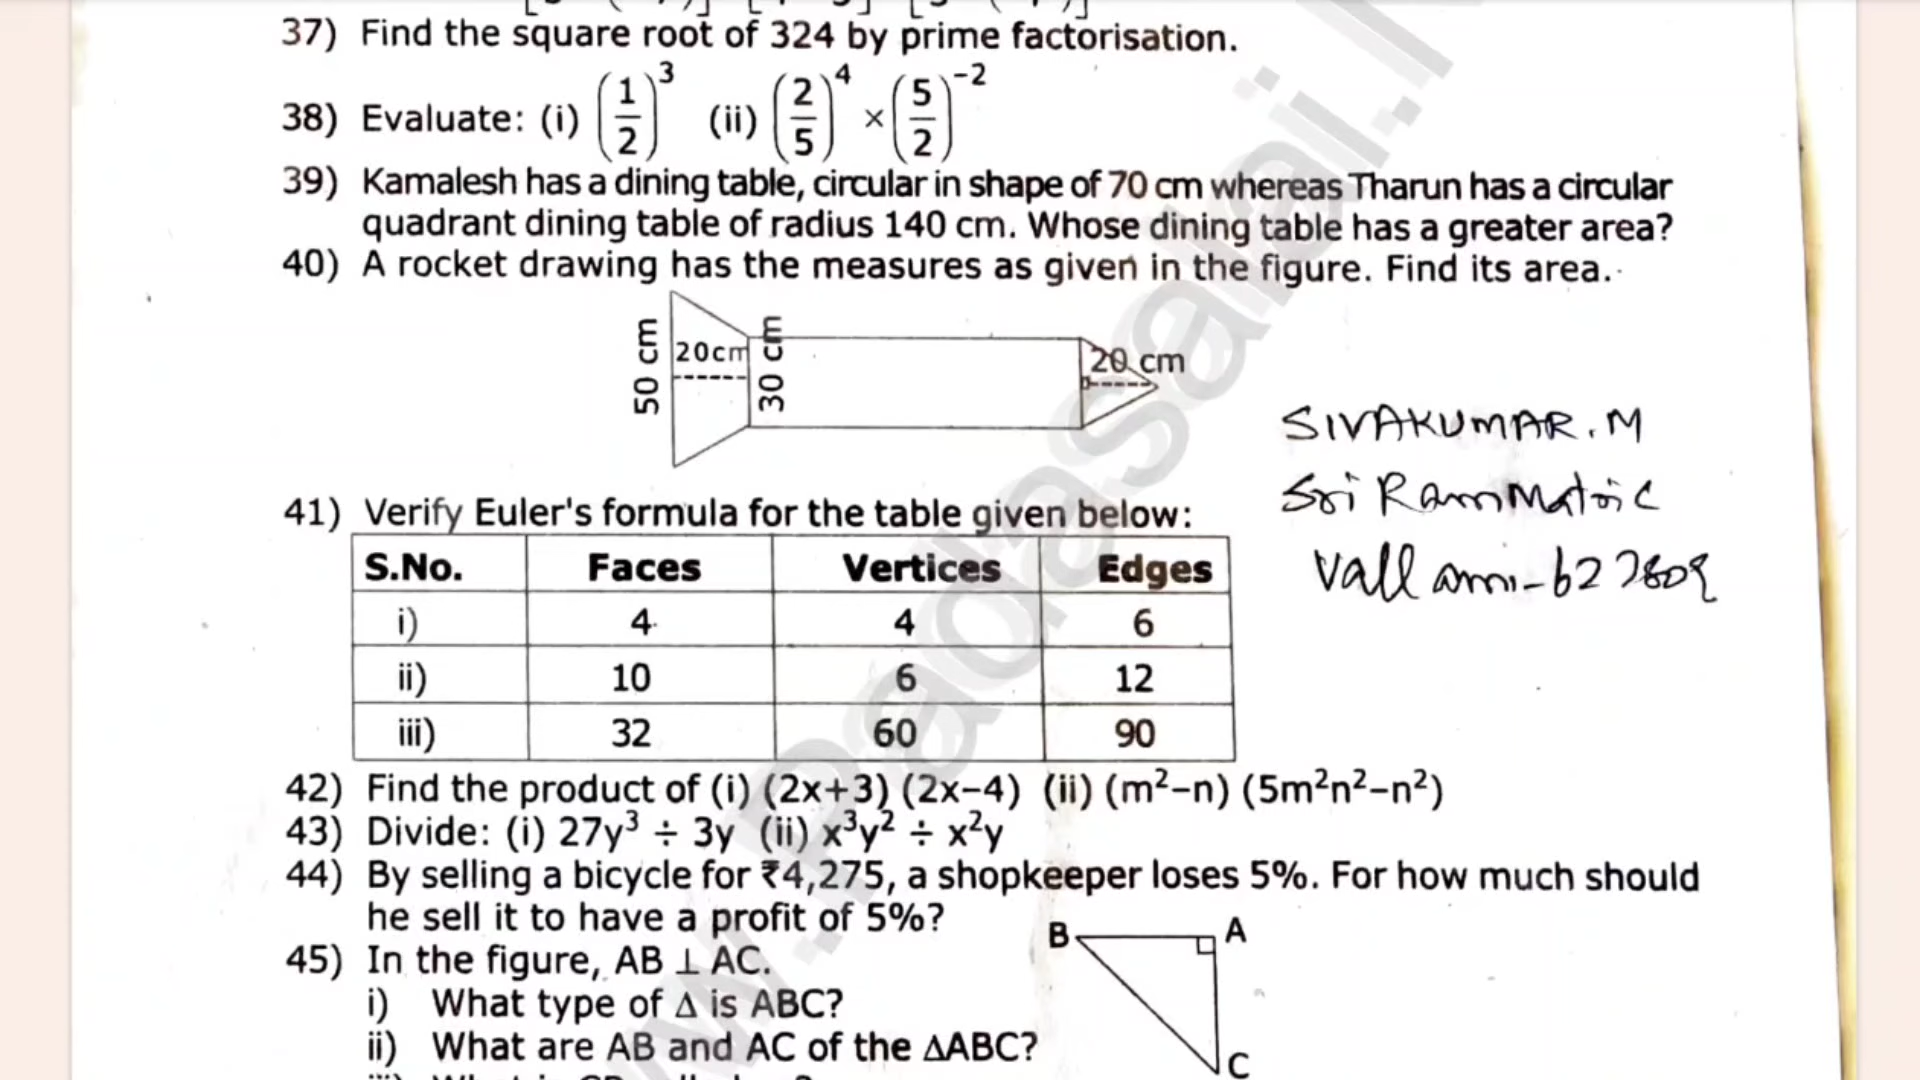 37) Find the square root of 324 by prime factorisation.
38) Evaluate: (i) (1/2)³ (ii) (2/5)⁴ × (5/2)⁻²
39) Kamalesh has a dining table, circular in shape of 70 cm whereas Tharun has a circular
quadrant dining table of radius 140 cm. Whose dining table has a greater area?
40) A rocket drawing has the measures as given in the figure. Find its area.
50 cm
20cm
30 cm
20 cm
SIVAKUMAR.M
Sri Ram Matric
41) Verify Euler's formula for the table given below:
S.No. Faces Vertices Edges
i) 4 4 6
ii) 10 6 12
iii) 32 60 90
42) Find the product of (i) (2x+3) (2x–4) (ii) (m²–n) (5m²n²–n²)
43) Divide: (i) 27y³ ÷ 3y (ii) x³y² ÷ x²y
44) By selling a bicycle for ₹4,275, a shopkeeper loses 5%. For how much should
he sell it to have a profit of 5%?
45) In the figure, AB ⊥ AC.
B
A
C
i) What type of Δ is ABC?
ii) What are AB and AC of the ΔABC?